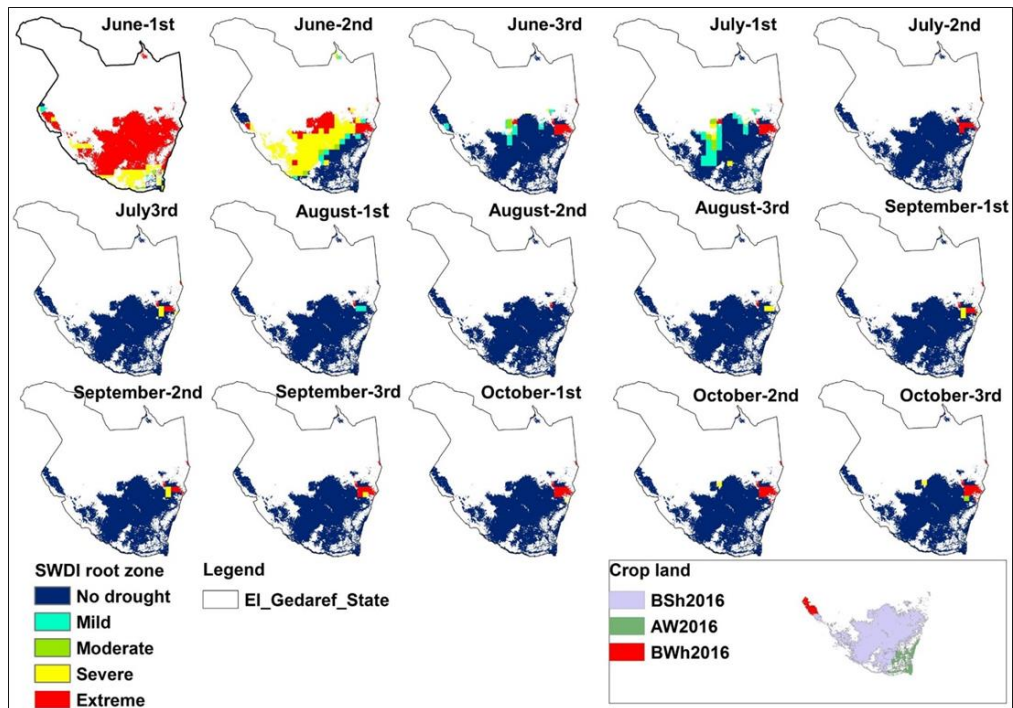 June-1st
June-2nd
June-3rd
July-1st
July-2nd
July3rd
August-1st
August-2nd
August-3rd
September-1st
September-2nd
September-3rd
October-1st
October-2nd
October-3rd
SWDI root zone
No drought
Mild
Moderate
Severe
Extreme
Legend
El_Gedaref_State
Crop land
BSh2016
AW2016
BWh2016